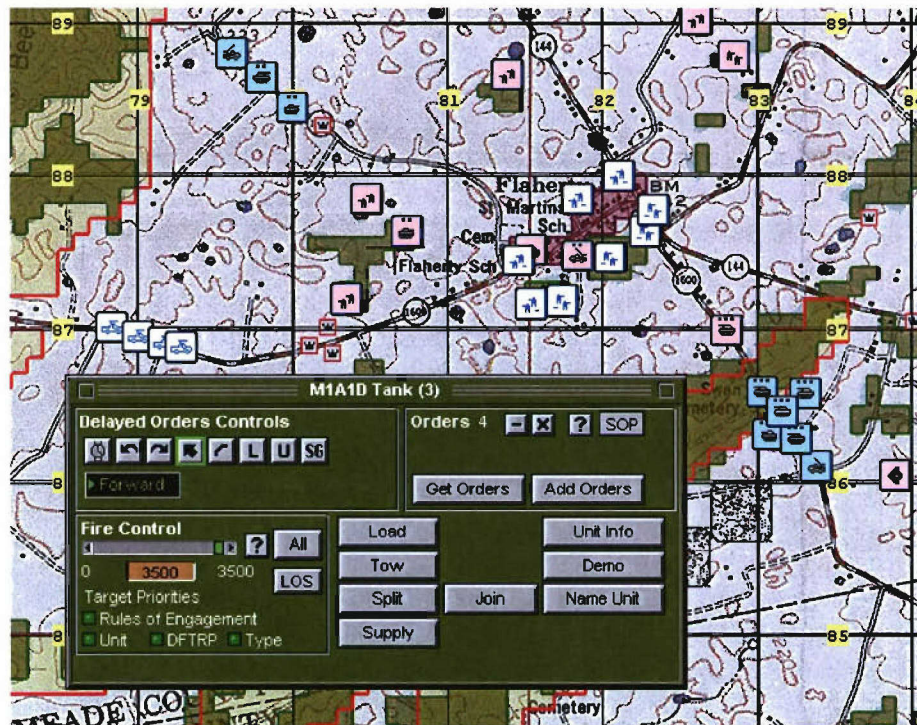 89
89
223
144
79
81
82
83
220
88
88
Flaherty
BM
St Martins
2
Sch
Cem
Flaherty Sch
144
1600
1600
87
87
M1A1D Tank (3)
Delayed Orders Controls
L U SG
Forward
Orders 4
? SOP
Get Orders
Add Orders
Cemetery
86
Fire Control
? All
0 3500 3500
LOS
Target Priorities
Rules of Engagement
Unit DFTRP Type
Load
Unit Info
Tow
Demo
Split
Join
Name Unit
Supply
85
MEADE CO
Cemetery